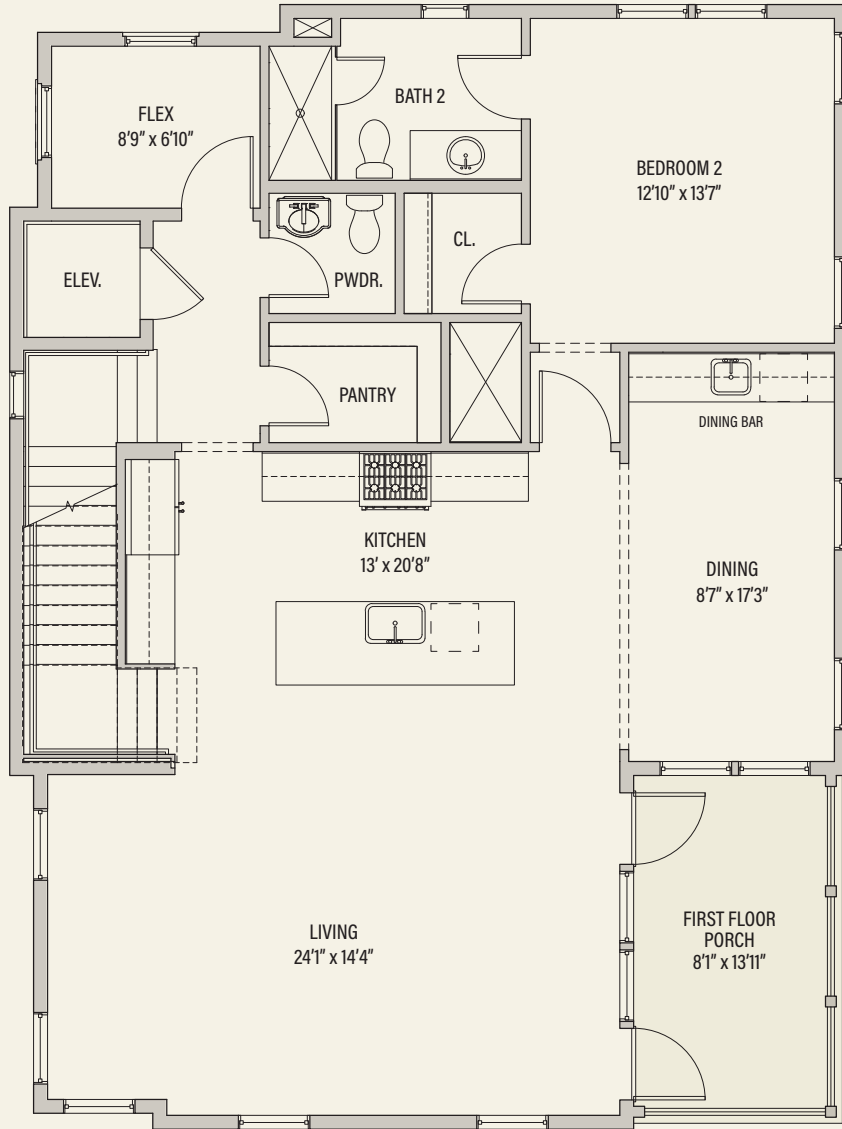 BATH 2
FLEX
8'9" x 6'10"
BEDROOM 2
12'10" x 13'7"
CL.
ELEV.
PWDR.
PANTRY
DINING BAR
KITCHEN
13' x 20'8"
DINING
8'7" x 17'3"
LIVING
24'1" x 14'4"
FIRST FLOOR
PORCH
8'1" x 13'11"